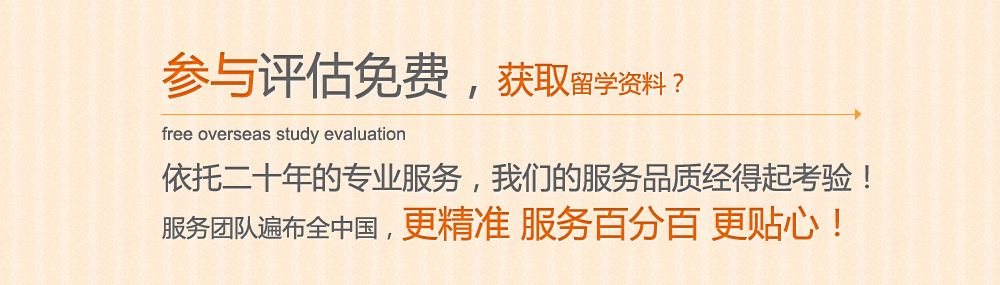 参与评估免费，获取留学资料？
free overseas study evaluation
依托二十年的专业服务，我们的服务品质经得起考验！
服务团队遍布全中国，更精准 服务百分百 更贴心！